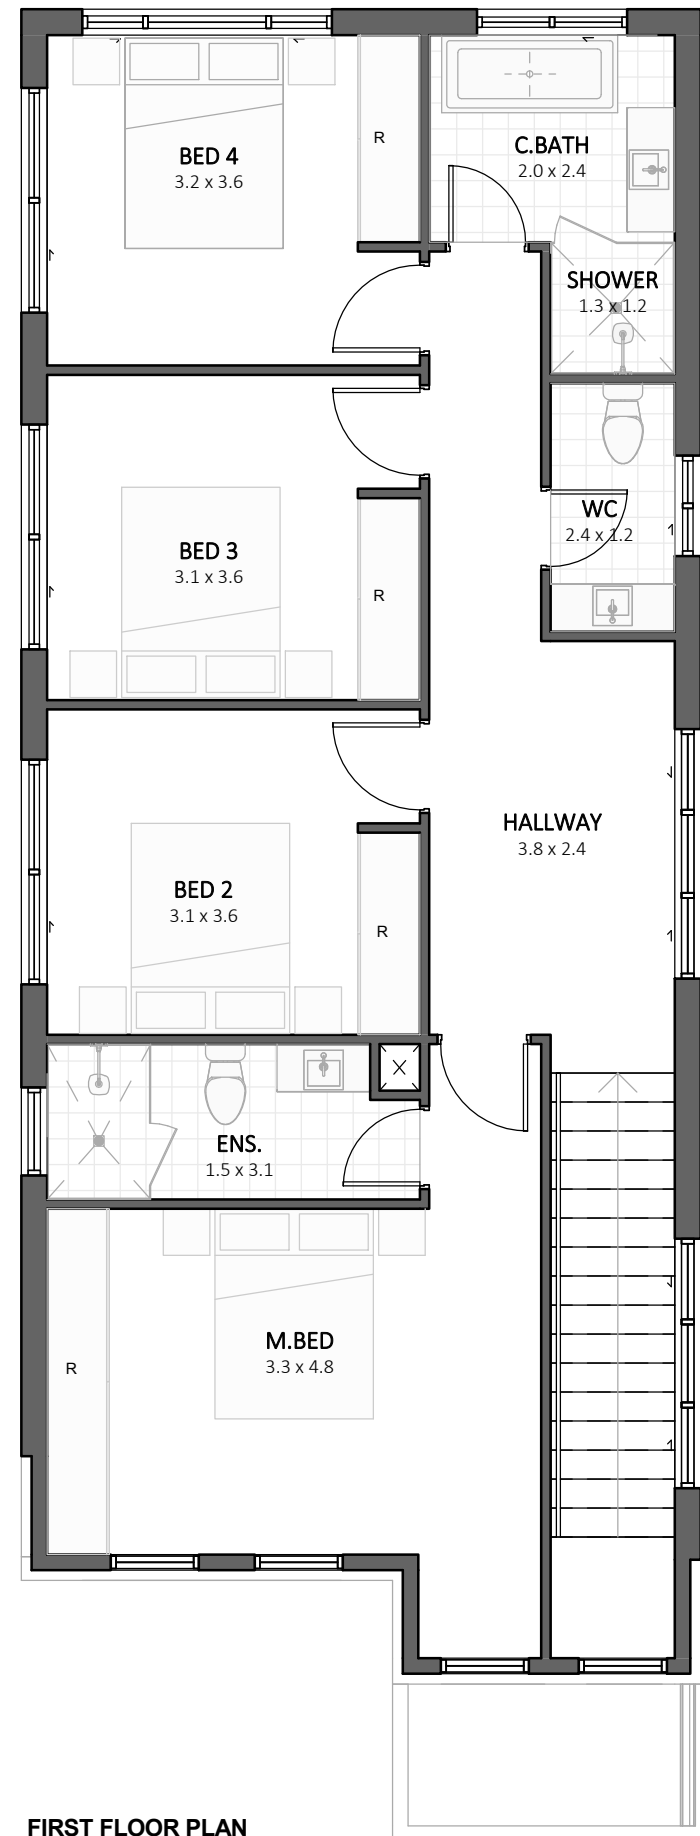 BED 4
3.2 x 3.6
R
C.BATH
2.0 x 2.4
SHOWER
1.3 x 1.2
BED 3
3.1 x 3.6
R
WC
2.4 x 1.2
HALLWAY
3.8 x 2.4
BED 2
3.1 x 3.6
R
ENS.
1.5 x 3.1
M.BED
3.3 x 4.8
R
FIRST FLOOR PLAN